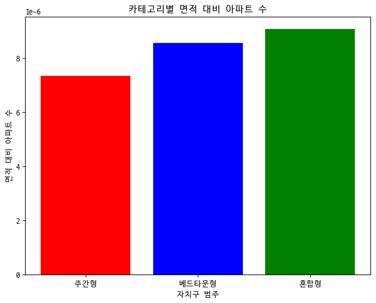 카테고리별 면적 대비 아파트 수
1e-6
8
6
4
2
0
면적 대비 아파트 수
주간형 베드타운형 혼합형
자치구 범주